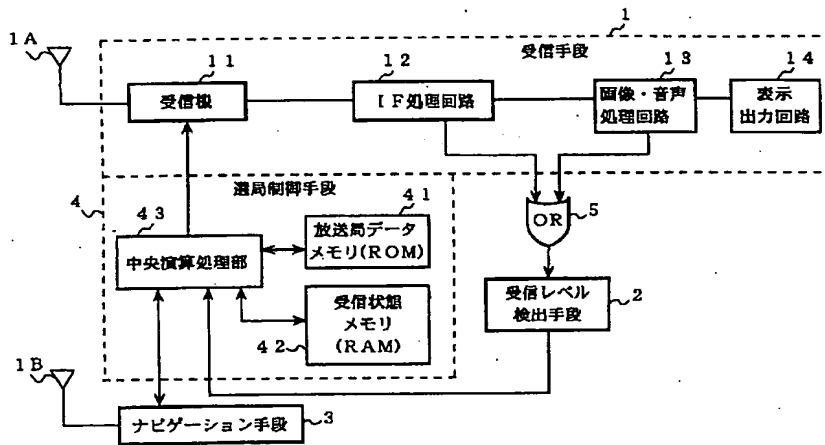 1
1A
受信手段
11
12
13
14
受信機
IF処理回路
画像・音声
処理回路
表示
出力回路
選局制御手段
4
43
41
放送局データ
メモリ(ROM)
OR
5
中央演算処理部
受信状態
メモリ
(RAM)
42
受信レベル
検出手段
2
1B
ナビゲーション手段
3